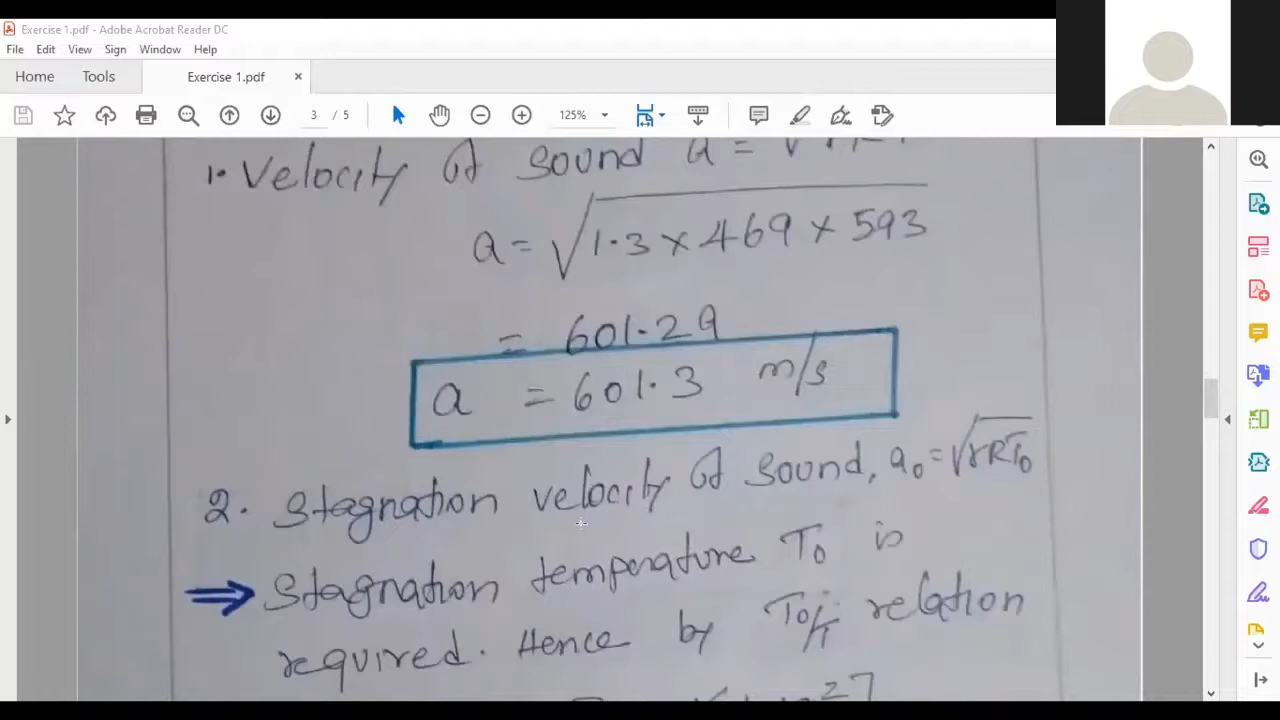 Exercise 1.pdf - Adobe Acrobat Reader DC
File Edit View Sign Window Help
Home Tools Exercise 1.pdf ×
3 / 5 125%
1. Velocity of sound a =
a = √1.3 × 469 × 593
= 601.29
a = 601.3 m/s
2. Stagnation velocity of sound, a₀ = √γRT₀
⇒ Stagnation temperature T₀ is
required. Hence by T₀/T relation